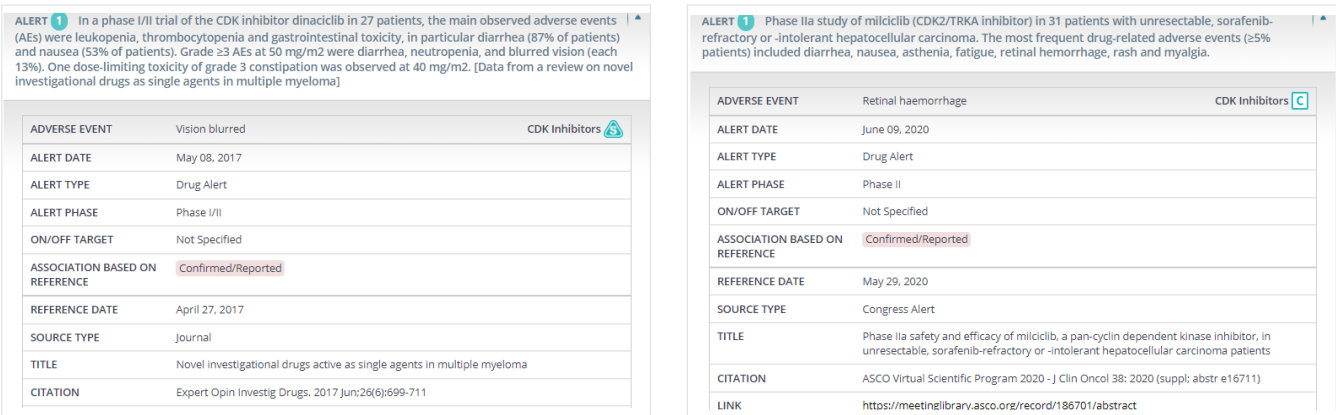 ALERT 1 In a phase I/II trial of the CDK inhibitor dinaciclib in 27 patients, the main observed adverse events
(AEs) were leukopenia, thrombocytopenia and gastrointestinal toxicity, in particular diarrhea (87% of patients)
and nausea (53% of patients). Grade ≥3 AEs at 50 mg/m2 were diarrhea, neutropenia, and blurred vision (each
13%). One dose-limiting toxicity of grade 3 constipation was observed at 40 mg/m2. [Data from a review on novel
investigational drugs as single agents in multiple myeloma]
ADVERSE EVENT Vision blurred CDK Inhibitors S
ALERT DATE May 08, 2017
ALERT TYPE Drug Alert
ALERT PHASE Phase I/II
ON/OFF TARGET Not Specified
ASSOCIATION BASED ON Confirmed/Reported
REFERENCE
REFERENCE DATE April 27, 2017
SOURCE TYPE Journal
TITLE Novel investigational drugs active as single agents in multiple myeloma
CITATION Expert Opin Investig Drugs. 2017 Jun;26(6):699-711
ALERT 1 Phase IIa study of milciclib (CDK2/TRKA inhibitor) in 31 patients with unresectable, sorafenib-
refractory or -intolerant hepatocellular carcinoma. The most frequent drug-related adverse events (≥5%
patients) included diarrhea, nausea, asthenia, fatigue, retinal hemorrhage, rash and myalgia.
ADVERSE EVENT Retinal haemorrhage CDK Inhibitors C
ALERT DATE June 09, 2020
ALERT TYPE Drug Alert
ALERT PHASE Phase II
ON/OFF TARGET Not Specified
ASSOCIATION BASED ON Confirmed/Reported
REFERENCE
REFERENCE DATE May 29, 2020
SOURCE TYPE Congress Alert
TITLE Phase IIa safety and efficacy of milciclib, a pan-cyclin dependent kinase inhibitor, in
unresectable, sorafenib-refractory or -intolerant hepatocellular carcinoma patients
CITATION ASCO Virtual Scientific Program 2020 - J Clin Oncol 38: 2020 (suppl; abstr e16711)
LINK https://meetinglibrary.asco.org/record/186701/abstract